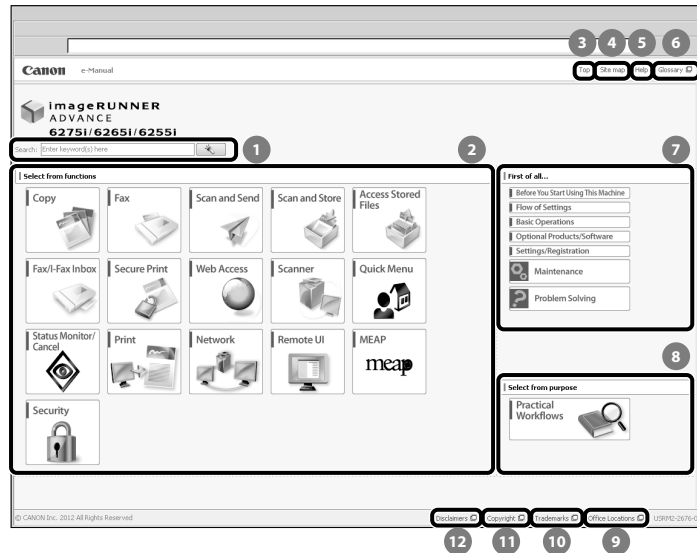 3 4 5 6
Canon e-Manual
Top Site map Help Glossary
imageRUNNER
ADVANCE
6275i/6265i/6255i
Search: Enter keyword(s) here
1
2
7
Select from functions
Copy
Fax
Scan and Send
Scan and Store
Access Stored
Files
Fax/I-Fax Inbox
Secure Print
Web Access
Scanner
Quick Menu
Status Monitor/
Cancel
Print
Network
Remote UI
MEAP
meap
Security
First of all...
Before You Start Using This Machine
Flow of Settings
Basic Operations
Optional Products/Software
Settings/Registration
Maintenance
Problem Solving
8
Select from purpose
Practical
Workflows
© CANON Inc. 2012 All Rights Reserved
Disclaimers Copyright Trademarks Office Locations USRM2-2676-0
12 11 10 9